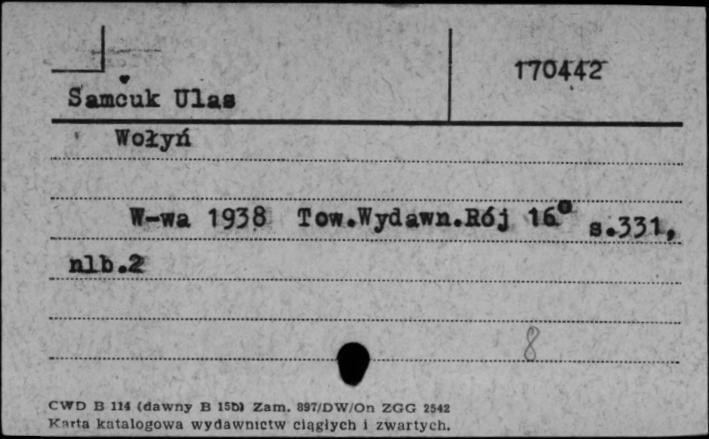 170442
Samčuk Ulas
Wołyń
W-wa 1938 Tow.Wydawn.Rój 16° s.331,
nlb.2
8
CWD B 114 (dawny B 15b) Zam. 897/DW/On ZGG 2542
Karta katalogowa wydawnictw ciągłych i zwartych.